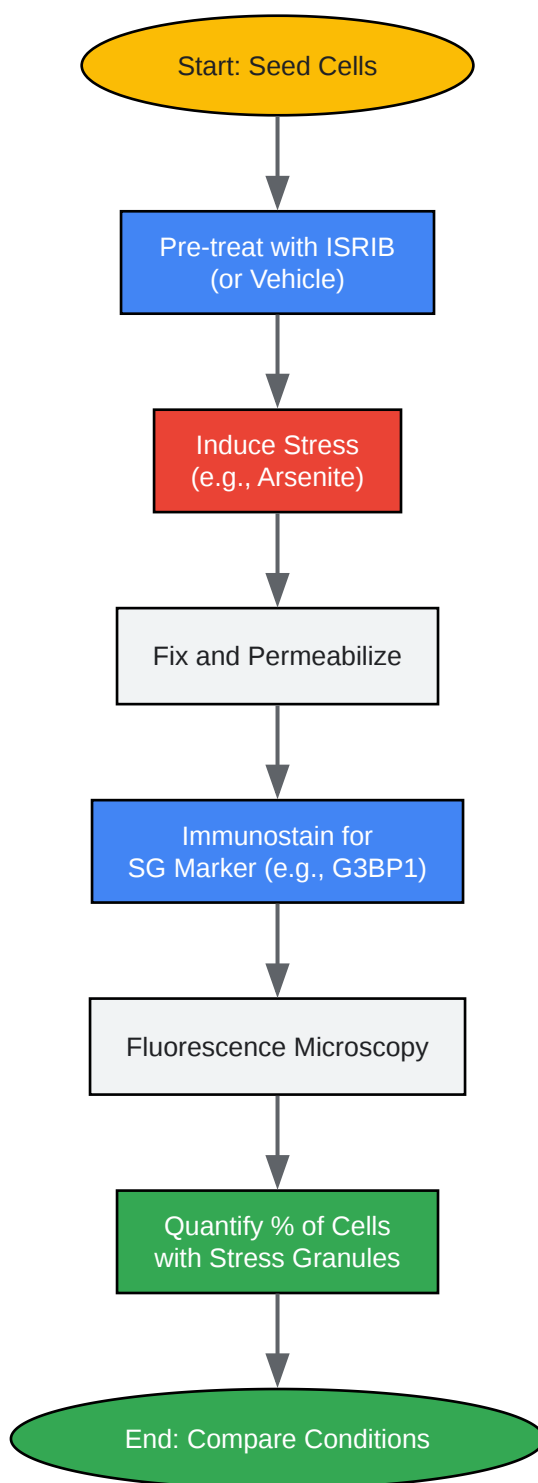 Start: Seed Cells
Pre-treat with ISRIB
(or Vehicle)
Induce Stress
(e.g., Arsenite)
Fix and Permeabilize
Immunostain for
SG Marker (e.g., G3BP1)
Fluorescence Microscopy
Quantify % of Cells
with Stress Granules
End: Compare Conditions